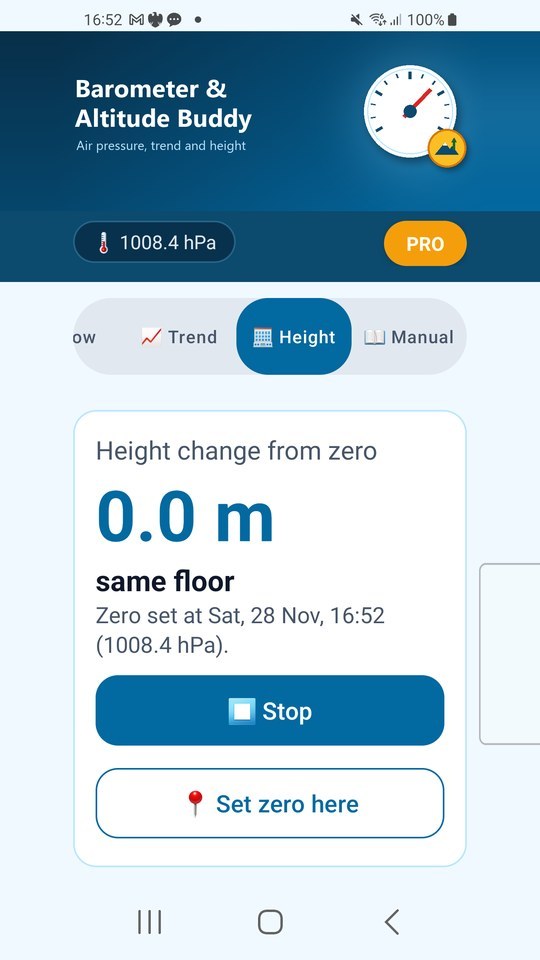 16:52
100%
Barometer &
Altitude Buddy
Air pressure, trend and height
1008.4 hPa
PRO
ow
Trend
Height
Manual
Height change from zero
0.0 m
same floor
Zero set at Sat, 28 Nov, 16:52
(1008.4 hPa).
Stop
Set zero here